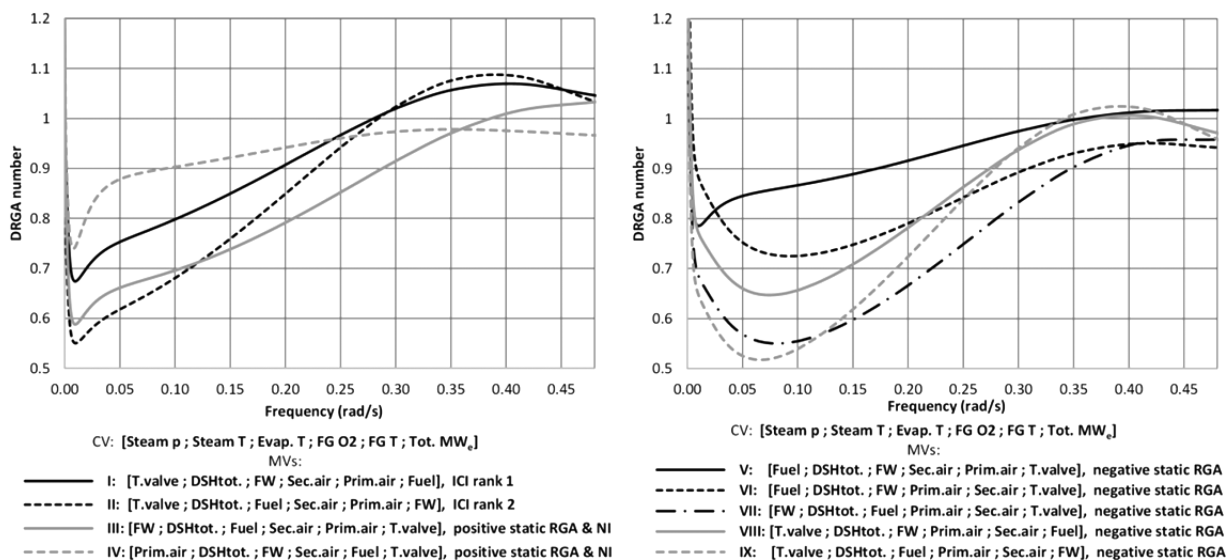 1.2
1.1
1
0.9
0.8
0.7
0.6
0.5
DRGA number
0.00 0.05 0.10 0.15 0.20 0.25 0.30 0.35 0.40 0.45
Frequency (rad/s)
CV: [Steam p ; Steam T ; Evap. T ; FG O2 ; FG T ; Tot. MWe]
MVs:
I: [T.valve ; DSHtot. ; FW ; Sec.air ; Prim.air ; Fuel], ICI rank 1
II: [T.valve ; DSHtot. ; Fuel ; Sec.air ; Prim.air ; FW], ICI rank 2
III: [FW ; DSHtot. ; Fuel ; Sec.air ; Prim.air ; T.valve], positive static RGA & NI
IV: [Prim.air ; DSHtot. ; FW ; Sec.air ; Fuel ; T.valve], positive static RGA & NI
1.2
1.1
1
0.9
0.8
0.7
0.6
0.5
DRGA number
0.00 0.05 0.10 0.15 0.20 0.25 0.30 0.35 0.40 0.45
Frequency (rad/s)
CV: [Steam p ; Steam T ; Evap. T ; FG O2 ; FG T ; Tot. MWe]
MVs:
V: [Fuel ; DSHtot. ; FW ; Sec.air ; Prim.air ; T.valve], negative static RGA
VI: [Fuel ; DSHtot. ; FW ; Prim.air ; Sec.air ; T.valve], negative static RGA
VII: [FW ; DSHtot. ; Fuel ; Prim.air ; Sec.air ; T.valve], negative static RGA
VIII: [T.valve ; DSHtot. ; FW ; Prim.air ; Sec.air ; Fuel], negative static RGA
IX: [T.valve ; DSHtot. ; Fuel ; Prim.air ; Sec.air ; FW], negative static RGA